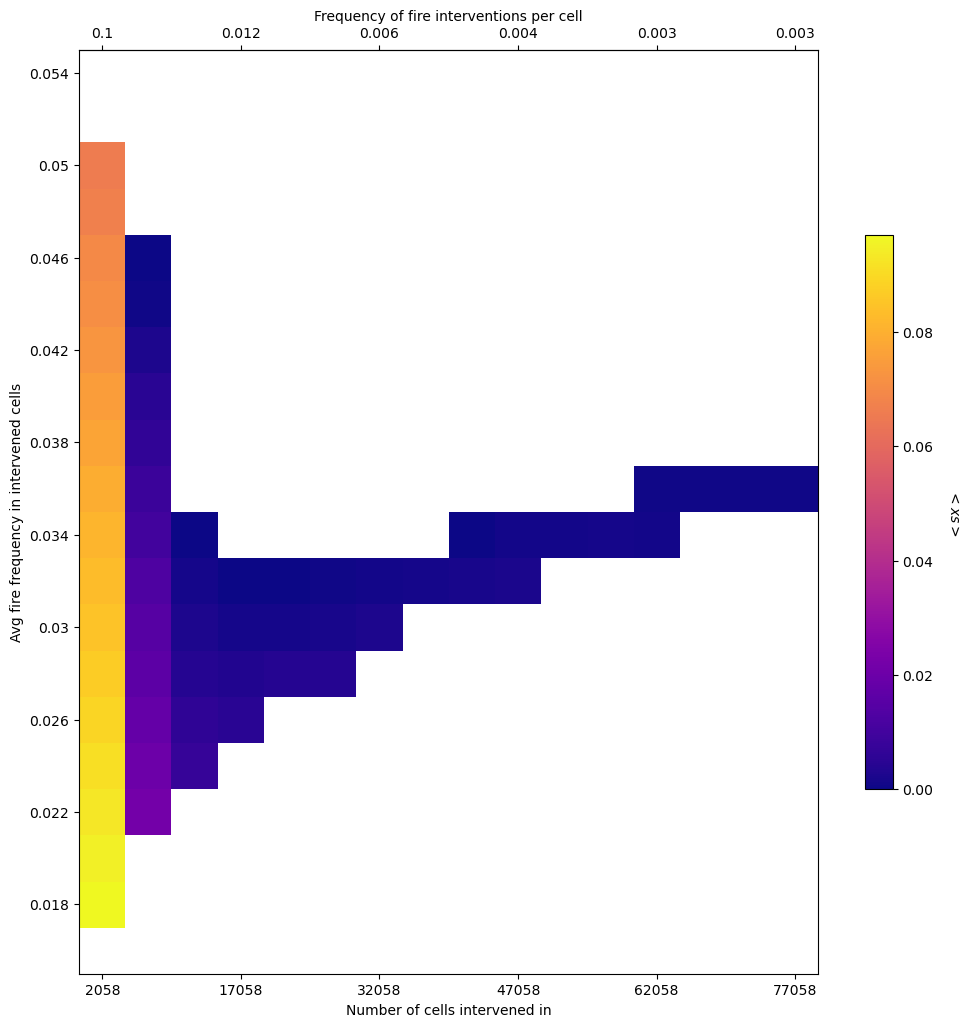 Frequency of fire interventions per cell
0.1 0.012 0.006 0.004 0.003 0.003
Avg fire frequency in intervened cells
0.054
0.05
0.046
0.042
0.038
0.034
0.03
0.026
0.022
0.018
2058 17058 32058 47058 62058 77058
Number of cells intervened in
0.08
0.06
0.04
0.02
0.00
< sx >